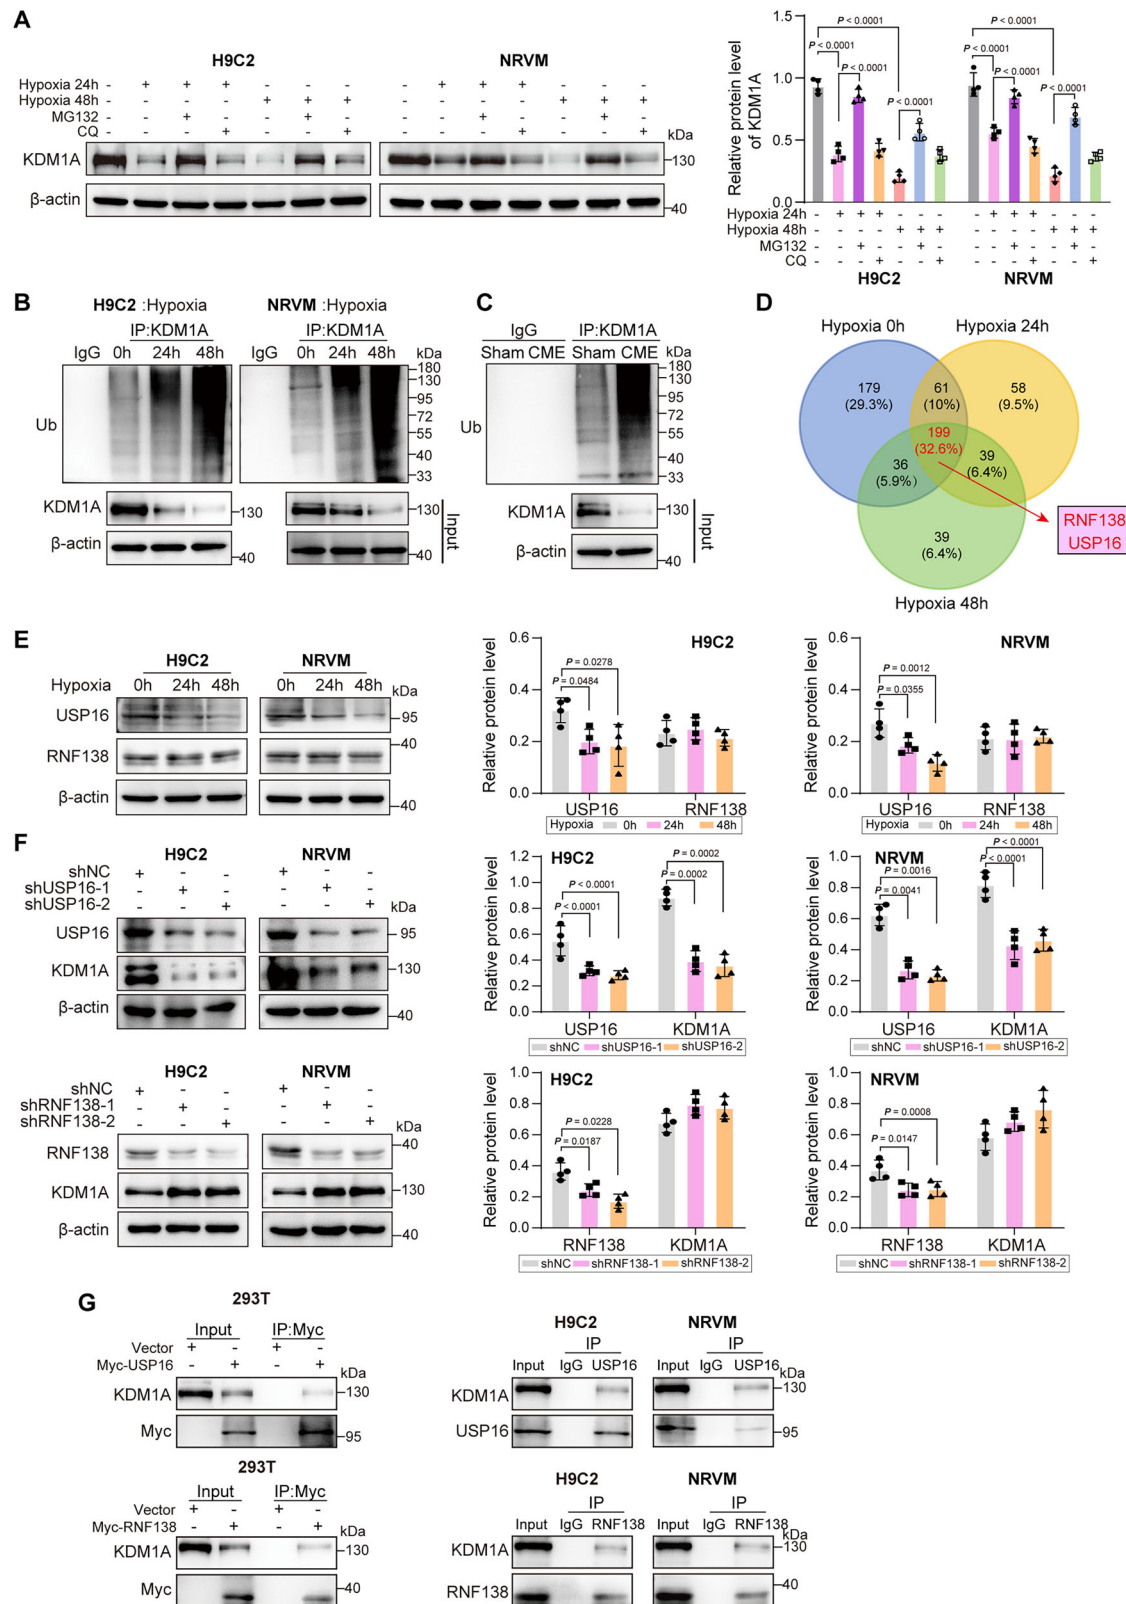 A
H9C2
NRVM
Hypoxia 24h - + + + - - - - + + + - - -
Hypoxia 48h - - - - + + + - - - - + + +
MG132 - - + - - + - - - + - - + -
CQ - - - + - - + - - - + - - +
kDa
KDM1A
130
β-actin
40
Relative protein level
of KDM1A
1.5
1.0
0.5
0.0
P < 0.0001
P < 0.0001
P < 0.0001
P < 0.0001
P < 0.0001
P < 0.0001
P < 0.0001
P < 0.0001
Hypoxia 24h - + + + - - - - + + + - - -
Hypoxia 48h - - - - + + + - - - - + + +
MG132 - - + - - + - - - + - - + -
CQ - - - + - - + - - - + - - +
H9C2
NRVM
B
H9C2 :Hypoxia
NRVM :Hypoxia
IP:KDM1A
IP:KDM1A
IgG 0h 24h 48h
IgG 0h 24h 48h
kDa
180
130
95
72
55
40
33
Ub
KDM1A
130
130
β-actin
40
40
Input
C
IgG
IP:KDM1A
Sham CME Sham CME
kDa
180
130
95
72
55
40
33
Ub
KDM1A
130
β-actin
40
Input
D
Hypoxia 0h
Hypoxia 24h
179
(29.3%)
61
(10%)
58
(9.5%)
199
(32.6%)
36
(5.9%)
39
(6.4%)
39
(6.4%)
RNF138
USP16
Hypoxia 48h
E
H9C2
NRVM
Hypoxia 0h 24h 48h 0h 24h 48h
kDa
USP16
95
RNF138
40
β-actin
40
Relative protein level
0.6
0.4
0.2
0.0
H9C2
P = 0.0278
P = 0.0484
USP16
RNF138
Hypoxia 0h 24h 48h
Relative protein level
0.6
0.4
0.2
0.0
NRVM
P = 0.0012
P = 0.0355
USP16
RNF138
Hypoxia 0h 24h 48h
F
H9C2
NRVM
shNC + - - + - -
shUSP16-1 - + - - + -
shUSP16-2 - - + - - +
kDa
USP16
95
KDM1A
130
β-actin
40
Relative protein level
1.2
1.0
0.8
0.6
0.4
0.2
0.0
H9C2
P < 0.0001
P < 0.0001
P = 0.0002
P = 0.0002
USP16
KDM1A
shNC shUSP16-1 shUSP16-2
Relative protein level
1.0
0.8
0.6
0.4
0.2
0.0
NRVM
P = 0.0016
P = 0.0041
P < 0.0001
P < 0.0001
USP16
KDM1A
shNC shUSP16-1 shUSP16-2
H9C2
NRVM
shNC + - - + - -
shRNF138-1 - + - - + -
shRNF138-2 - - + - - +
kDa
RNF138
40
KDM1A
130
β-actin
40
Relative protein level
1.0
0.8
0.6
0.4
0.2
0.0
H9C2
P = 0.0228
P = 0.0187
RNF138
KDM1A
shNC shRNF138-1 shRNF138-2
Relative protein level
1.0
0.8
0.6
0.4
0.2
0.0
NRVM
P = 0.0008
P = 0.0147
RNF138
KDM1A
shNC shRNF138-1 shRNF138-2
G
293T
Input
IP:Myc
Vector + - + -
Myc-USP16 - + - +
kDa
KDM1A
130
Myc
95
H9C2
NRVM
IP
IP
Input IgG USP16
Input IgG USP16
kDa
KDM1A
130
USP16
95
293T
Input
IP:Myc
Vector + - + -
Myc-RNF138 - + - +
kDa
KDM1A
130
Myc
40
H9C2
NRVM
IP
IP
Input IgG RNF138
Input IgG RNF138
kDa
KDM1A
130
RNF138
40